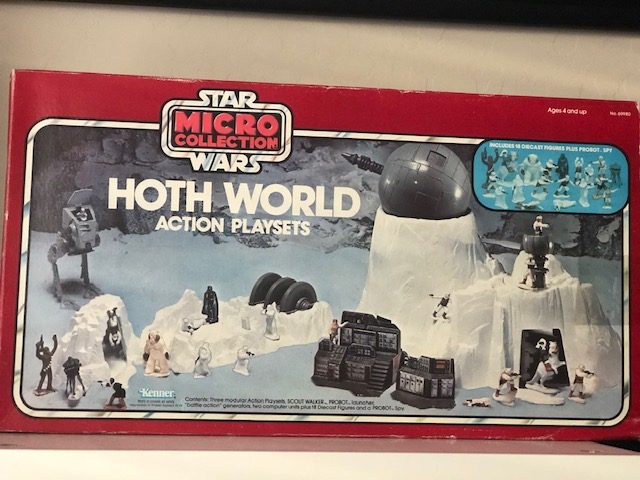 STAR
MICRO
COLLECTION
WARS
HOTH WORLD
ACTION PLAYSETS
Ages 4 and up
No. 69980
INCLUDES 18 DIECAST FIGURES PLUS PROBOT SPY
Kenner
Contents: Three modular Action Playsets, SCOUT WALKER, PROBOT launcher,
"battle action" generators, two computer units plus 18 Diecast Figures and a PROBOT Spy.